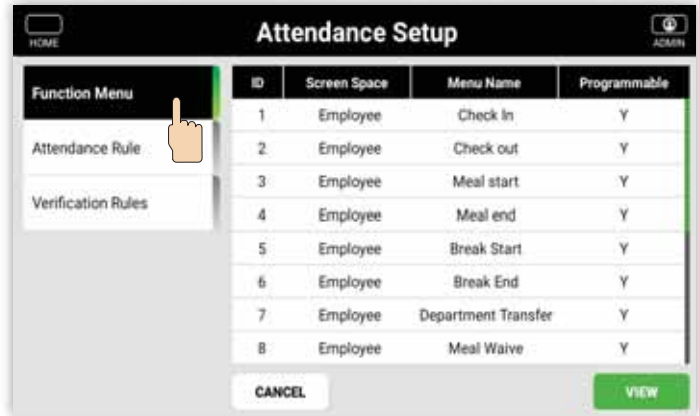 HOME
Attendance Setup
ADMIN
Function Menu
Attendance Rule
Verification Rules
ID Screen Space Menu Name Programmable
1 Employee Check In Y
2 Employee Check out Y
3 Employee Meal start Y
4 Employee Meal end Y
5 Employee Break Start Y
6 Employee Break End Y
7 Employee Department Transfer Y
8 Employee Meal Waive Y
CANCEL
VIEW